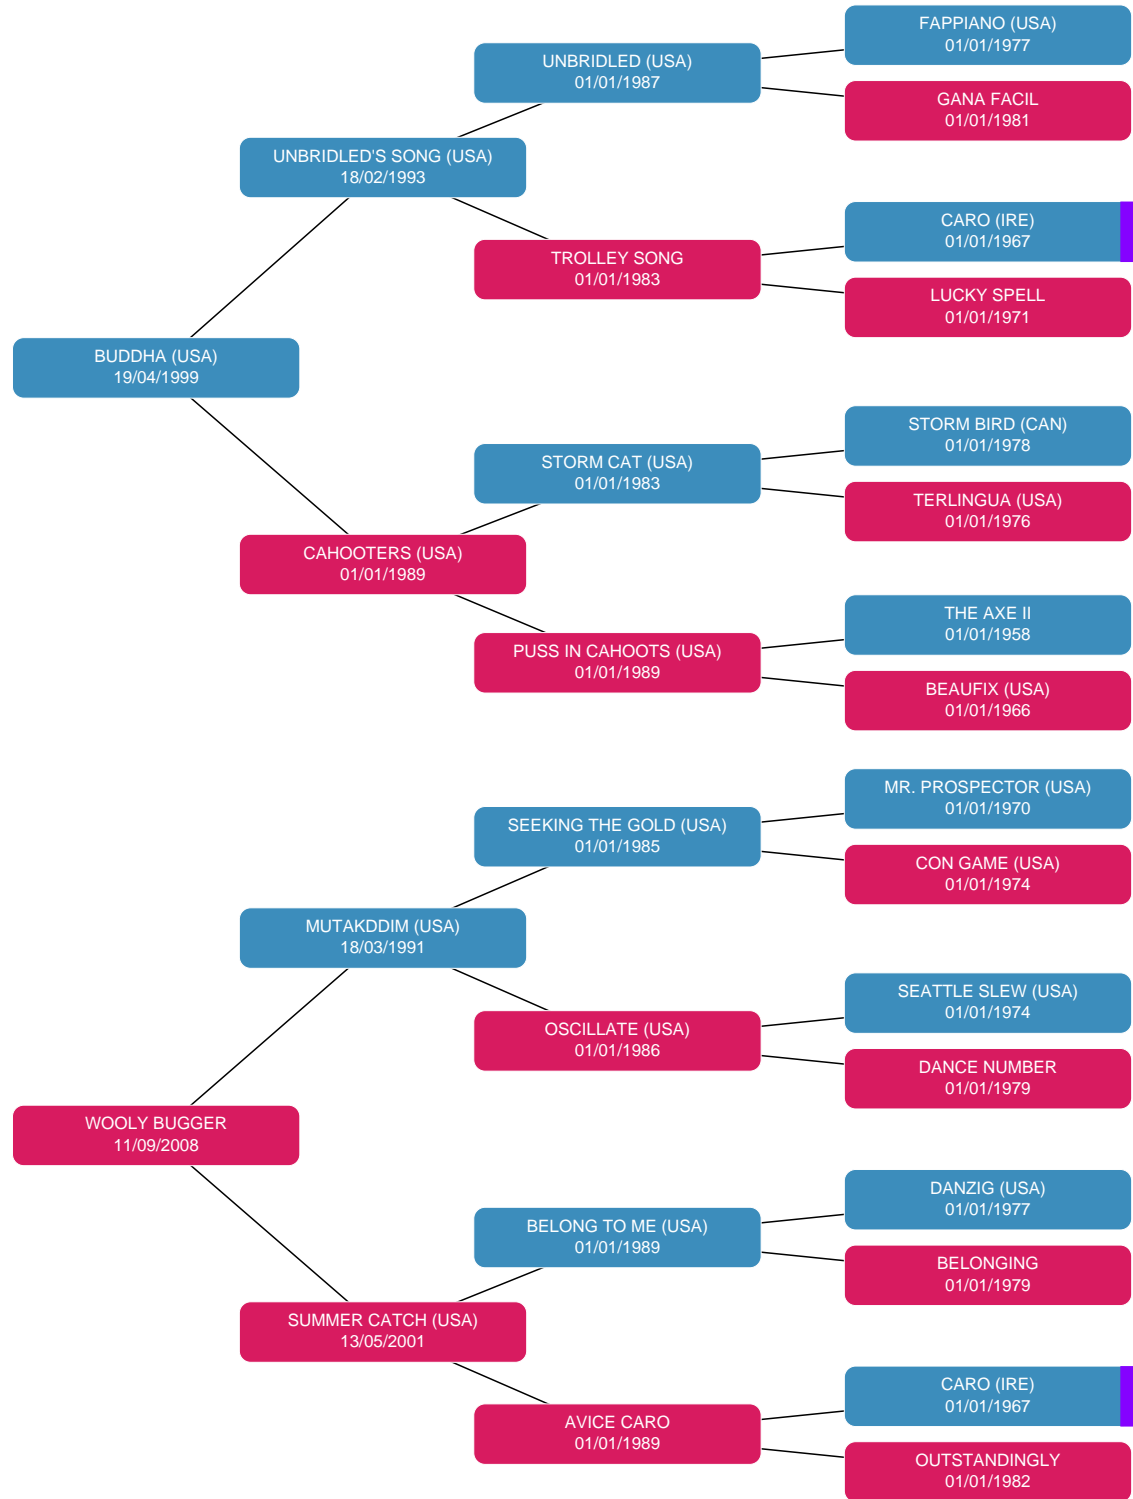 FAPPIANO (USA)
01/01/1977
UNBRIDLED (USA)
01/01/1987
GANA FACIL
01/01/1981
UNBRIDLED'S SONG (USA)
18/02/1993
CARO (IRE)
01/01/1967
TROLLEY SONG
01/01/1983
LUCKY SPELL
01/01/1971
BUDDHA (USA)
19/04/1999
STORM BIRD (CAN)
01/01/1978
STORM CAT (USA)
01/01/1983
TERLINGUA (USA)
01/01/1976
CAHOOTERS (USA)
01/01/1989
THE AXE II
01/01/1958
PUSS IN CAHOOTS (USA)
01/01/1989
BEAUFIX (USA)
01/01/1966
MR. PROSPECTOR (USA)
01/01/1970
SEEKING THE GOLD (USA)
01/01/1985
CON GAME (USA)
01/01/1974
MUTAKDDIM (USA)
18/03/1991
SEATTLE SLEW (USA)
01/01/1974
OSCILLATE (USA)
01/01/1986
DANCE NUMBER
01/01/1979
WOOLY BUGGER
11/09/2008
DANZIG (USA)
01/01/1977
BELONG TO ME (USA)
01/01/1989
BELONGING
01/01/1979
SUMMER CATCH (USA)
13/05/2001
CARO (IRE)
01/01/1967
AVICE CARO
01/01/1989
OUTSTANDINGLY
01/01/1982